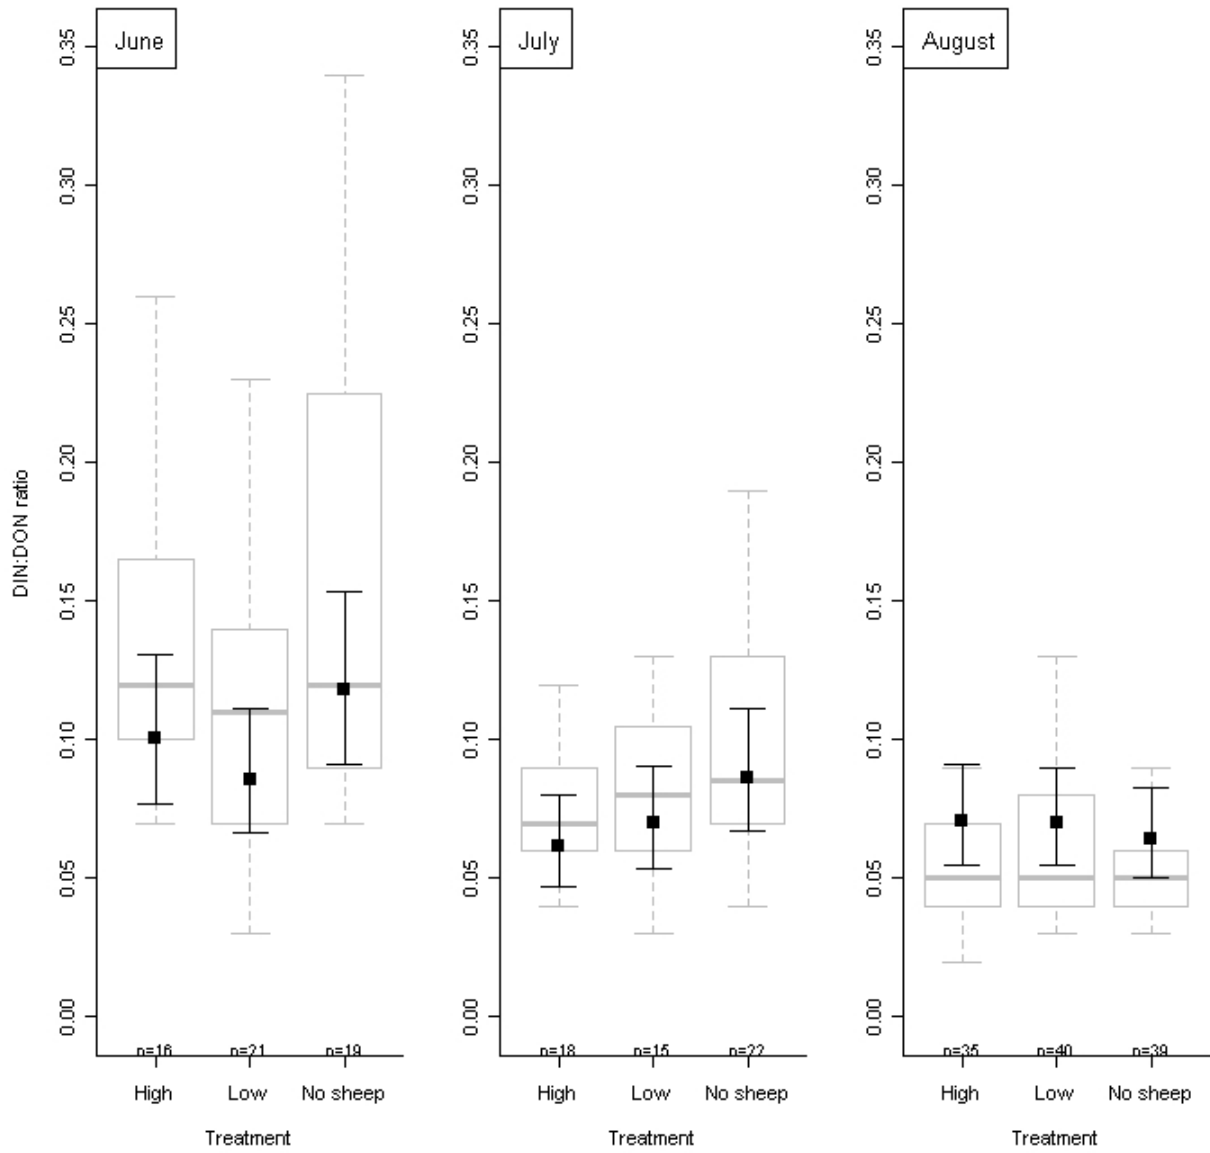 June
July
August
DIN:DON ratio
0.35
0.30
0.25
0.20
0.15
0.10
0.05
0.00
0.35
0.30
0.25
0.20
0.15
0.10
0.05
0.00
0.35
0.30
0.25
0.20
0.15
0.10
0.05
0.00
n=16 n=21 n=19
n=18 n=15 n=22
n=35 n=40 n=39
High Low No sheep
High Low No sheep
High Low No sheep
Treatment
Treatment
Treatment